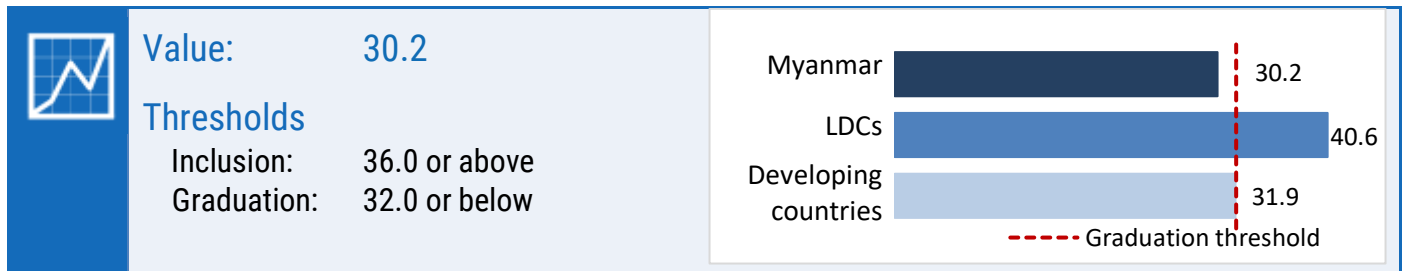 Value: 30.2
Thresholds
Inclusion: 36.0 or above
Graduation: 32.0 or below
Myanmar 30.2
LDCs 40.6
Developing
countries 31.9
Graduation threshold